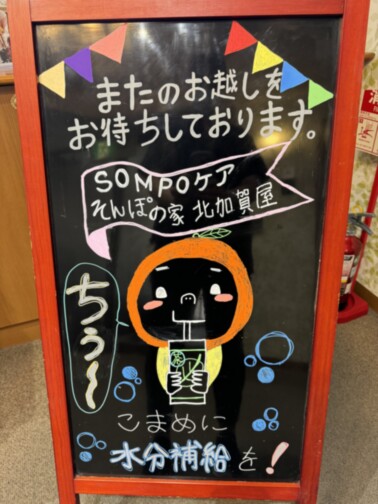 またのお越しを
お待ちしております。
SOMPOケア
そんぽの家 北加賀屋
ちぅ〜
こまめに
水分補給を!
消